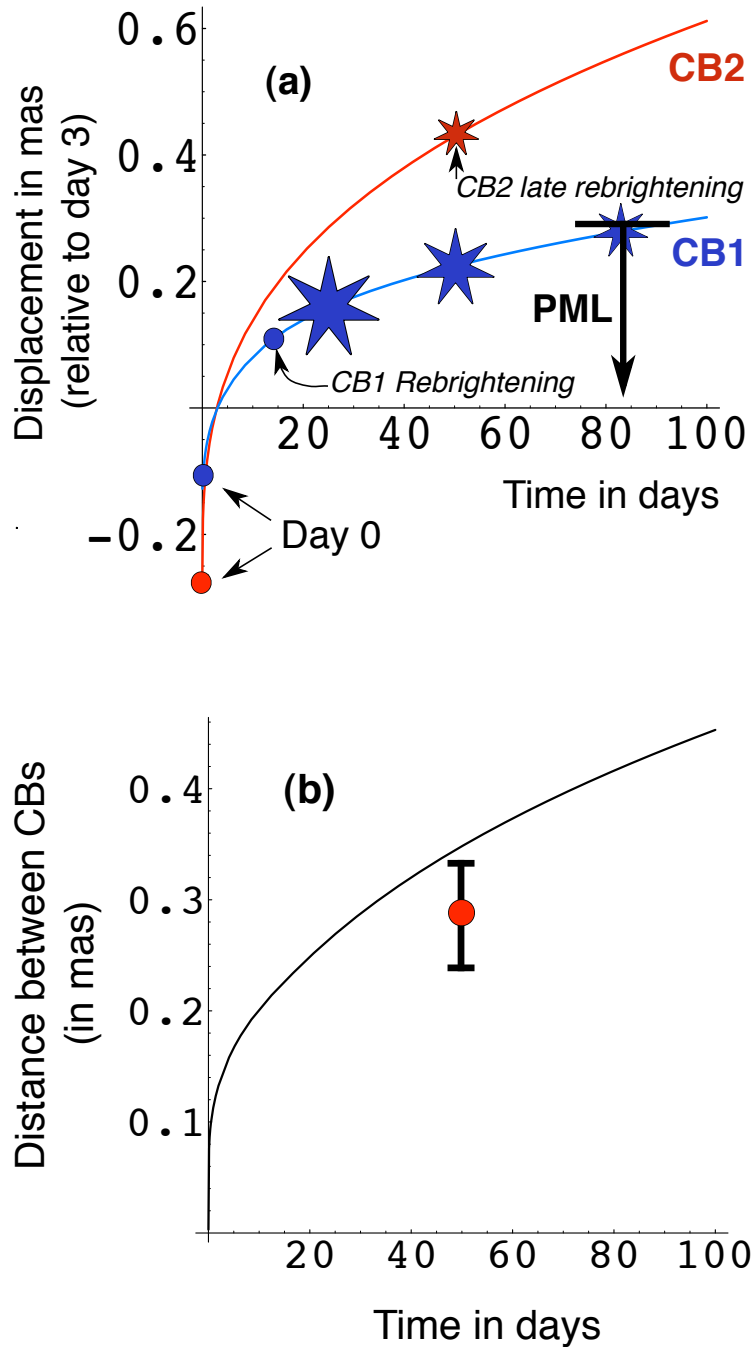 0.6
(a)
CB2
0.4
CB2 late rebrightening
0.2
CB1
PML
CB1 Rebrightening
Displacement in mas
(relative to day 3)
20 40 60 80 100
Time in days
-0.2
Day 0
(b)
0.4
0.3
0.2
0.1
Distance between CBs
(in mas)
20 40 60 80 100
Time in days